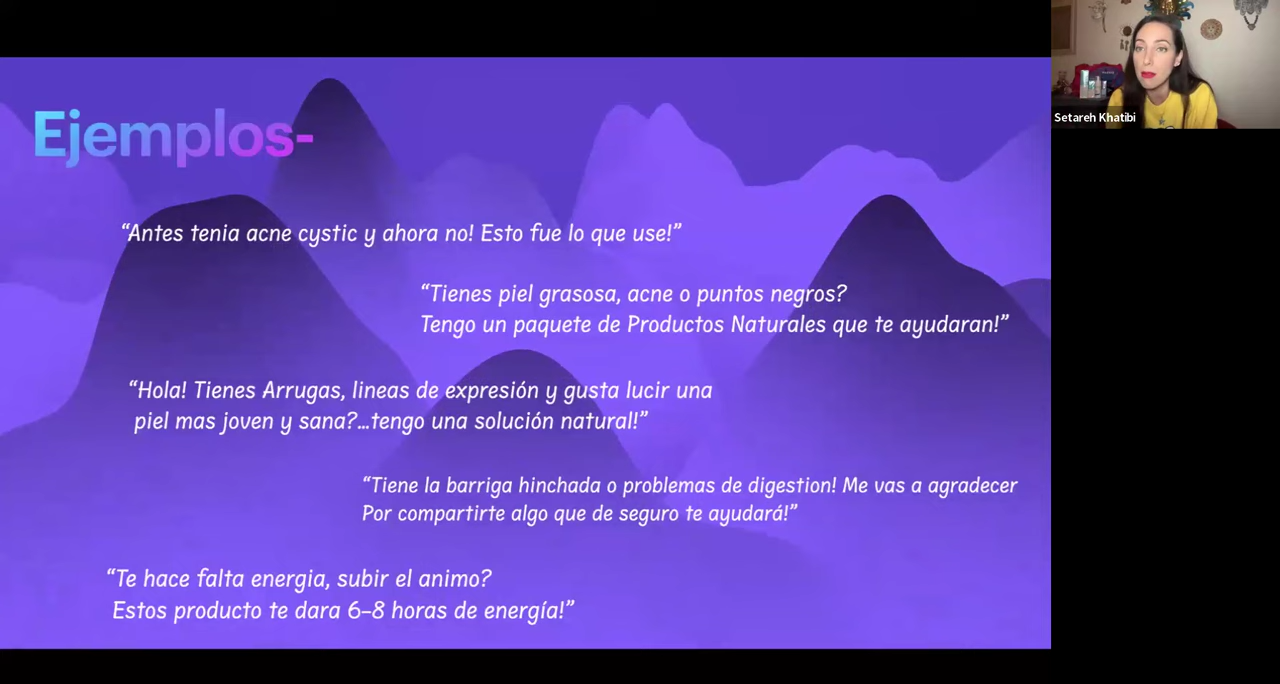 Ejemplos-
“Antes tenia acne cystic y ahora no! Esto fue lo que use!”
“Tienes piel grasosa, acne o puntos negros?
Tengo un paquete de Productos Naturales que te ayudaran!”
“Hola! Tienes Arrugas, lineas de expresión y gusta lucir una
piel mas joven y sana?...tengo una solución natural!”
“Tiene la barriga hinchada o problemas de digestion! Me vas a agradecer
Por compartirte algo que de seguro te ayudará!”
“Te hace falta energia, subir el animo?
Estos producto te dara 6-8 horas de energía!”
Setareh Khatibi